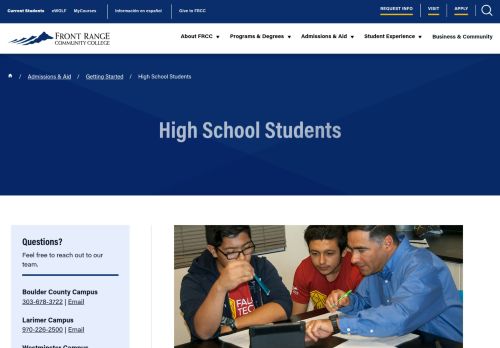 Current Students eWOLF MyCourses Información en español Give to FRCC REQUEST INFO VISIT APPLY
FRONT RANGE
COMMUNITY COLLEGE
About FRCC Programs & Degrees Admissions & Aid Student Experience Business & Community
/ Admissions & Aid / Getting Started / High School Students
High School Students
Questions?
Feel free to reach out to our
team.
Boulder County Campus
303-678-3722 | Email
Larimer Campus
970-226-2500 | Email
Westminster Campus